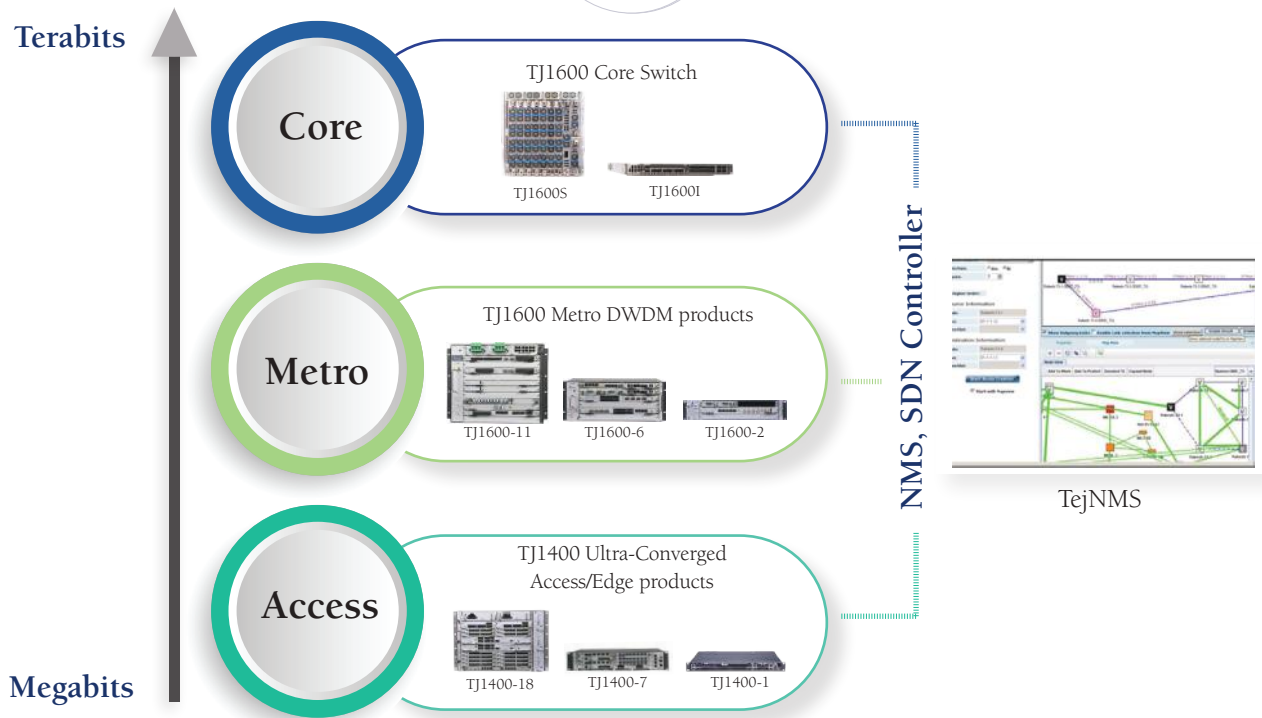 Terabits
Core
TJ1600 Core Switch
TJ1600S
TJ1600I
Metro
TJ1600 Metro DWDM products
TJ1600-11
TJ1600-6
TJ1600-2
Access
TJ1400 Ultra-Converged
Access/Edge products
TJ1400-18
TJ1400-7
TJ1400-1
Megabits
NMS, SDN Controller
TejNMS